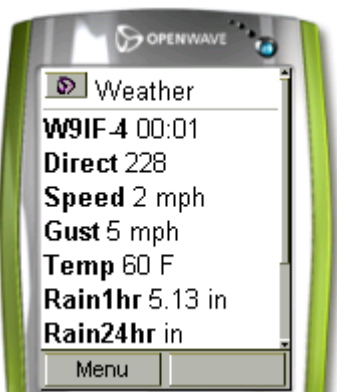 OPENWAVE
Weather
W9IF-4 00:01
Direct 228
Speed 2 mph
Gust 5 mph
Temp 60 F
Rain1hr 5.13 in
Rain24hr in
Menu